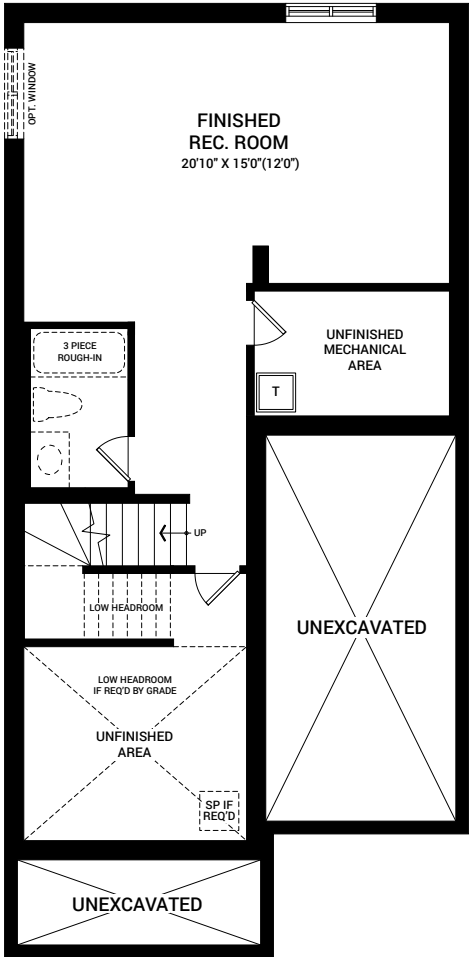 OPT. WINDOW
FINISHED
REC. ROOM
20'10" X 15'0"(12'0")
3 PIECE
ROUGH-IN
UNFINISHED
MECHANICAL
AREA
T
UP
LOW HEADROOM
UNEXCAVATED
LOW HEADROOM
IF REQ'D BY GRADE
UNFINISHED
AREA
SP IF
REQ'D
UNEXCAVATED